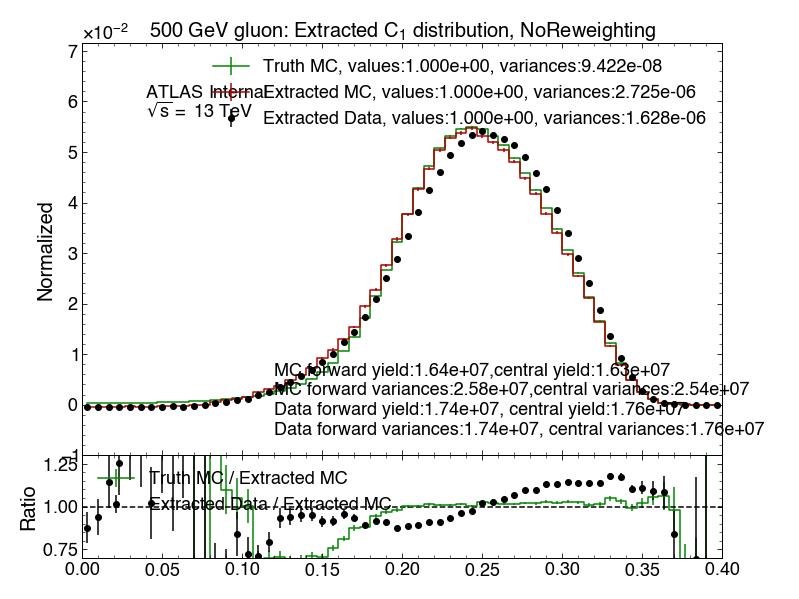 ×10⁻² 500 GeV gluon: Extracted C₁ distribution, NoReweighting
Truth MC, values:1.000e+00, variances:9.422e-08
ATLAS Internal
Extracted MC, values:1.000e+00, variances:2.725e-06
√s = 13 TeV
Extracted Data, values:1.000e+00, variances:1.628e-06
7
6
5
4
3
2
1
0
−1
Normalized
MC forward yield:1.64e+07,central yield:1.63e+07
MC forward variances:2.58e+07,central variances:2.54e+07
Data forward yield:1.74e+07, central yield:1.76e+07
Data forward variances:1.74e+07, central variances:1.76e+07
1.25
1.00
0.75
Ratio
Truth MC / Extracted MC
Extracted Data / Extracted MC
0.00 0.05 0.10 0.15 0.20 0.25 0.30 0.35 0.40